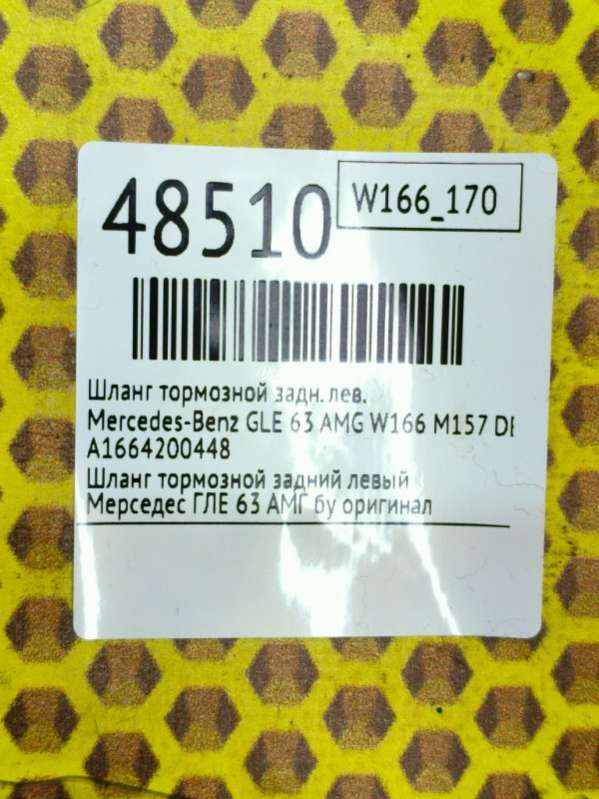 48510
W166_170
Шланг тормозной задн. лев.
Mercedes-Benz GLE 63 AMG W166 M157
A1664200448
Шланг тормозной задний левый
Мерседес ГЛЕ 63 АМГ бу оригинал